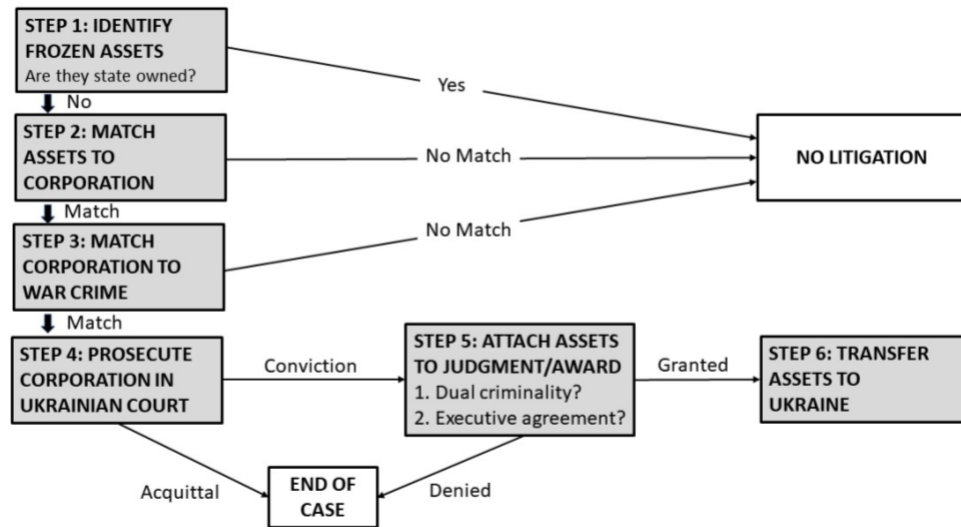 STEP 1: IDENTIFY
FROZEN ASSETS
Are they state owned?
Yes
No
STEP 2: MATCH
ASSETS TO
CORPORATION
No Match
NO LITIGATION
Match
STEP 3: MATCH
CORPORATION TO
WAR CRIME
No Match
Match
STEP 4: PROSECUTE
CORPORATION IN
UKRAINIAN COURT
Conviction
STEP 5: ATTACH ASSETS
TO JUDGMENT/AWARD
1. Dual criminality?
2. Executive agreement?
Granted
STEP 6: TRANSFER
ASSETS TO
UKRAINE
Acquittal
END OF
CASE
Denied